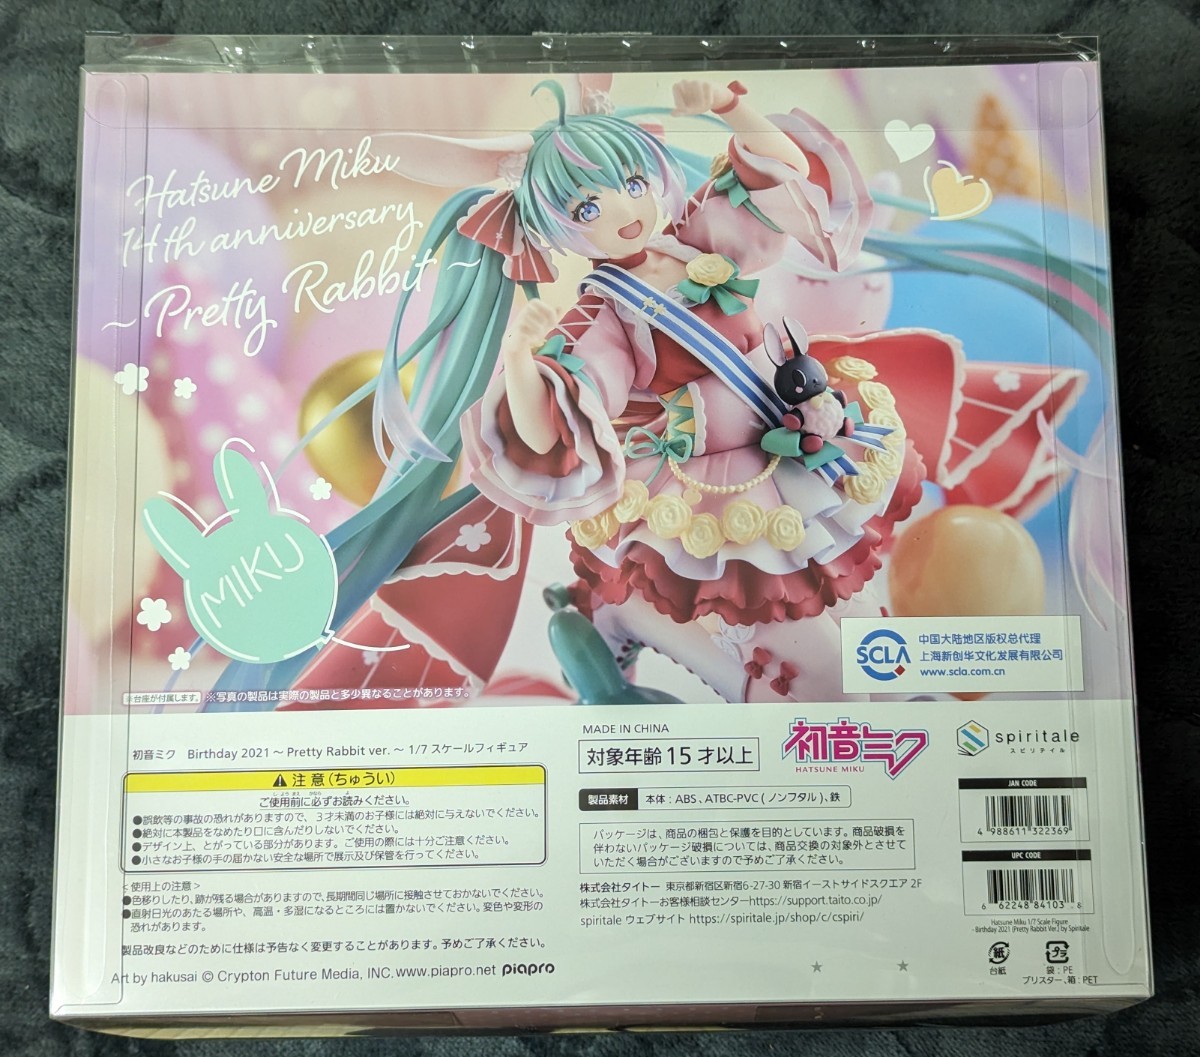 Hatsune Miku
14th anniversary
~ Pretty Rabbit ~
MIKU
※台座が付属します。 ※写真の製品は実際の製品と多少異なることがあります。
SCLA
中国大陆地区版权总代理
上海新创华文化发展有限公司
www.scla.com.cn
初音ミク Birthday 2021 ～ Pretty Rabbit ver. ～ 1/7 スケールフィギュア
注意(ちゅうい)
ご使用前に必ずお読みください。
●誤飲等の事故の恐れがありますので、３才未満のお子様には絶対に与えないでください。
●絶対に本製品をなめたり口に含んだりしないでください。
●デザイン上、とがっている部分があります。ご使用の際には十分ご注意ください。
●小さなお子様の手の届かない安全な場所で展示及び保管を行ってください。
＜使用上の注意＞
●色移りしたり、跡が残る場合がありますので、長期間同じ場所に接触させておかないでください。
●直射日光のあたる場所や、高温・多湿になるところには置かないでください。変色や変形の
恐れがあります。
製品改良などのために仕様は予告なく変更することがあります。予めご了承ください。
Art by hakusai © Crypton Future Media, INC. www.piapro.net piapro
MADE IN CHINA
対象年齢 15 才以上
初音ミク
HATSUNE MIKU
spiritale
スピリテイル
製品素材 本体：ABS、ATBC-PVC ( ノンフタル )、鉄
パッケージは、商品の梱包と保護を目的としています。商品破損を
伴わないパッケージ破損については、商品交換の対象外とさせて
いただく場合がございますので予めご了承ください。
株式会社タイトー 東京都新宿区新宿6-27-30 新宿イーストサイドスクエア 2F
株式会社タイトーお客様相談センターhttps://support.taito.co.jp/
spiritale ウェブサイト https://spiritale.jp/shop/c/cspiri/
JAN CODE
4 988611 322369
UPC CODE
6 62248 84103 8
Hatsune Miku 1/7 Scale Figure
- Birthday 2021 (Pretty Rabbit Ver.) by Spiritale
紙
台紙
プラ
袋：PE
ブリスター、箱：PET